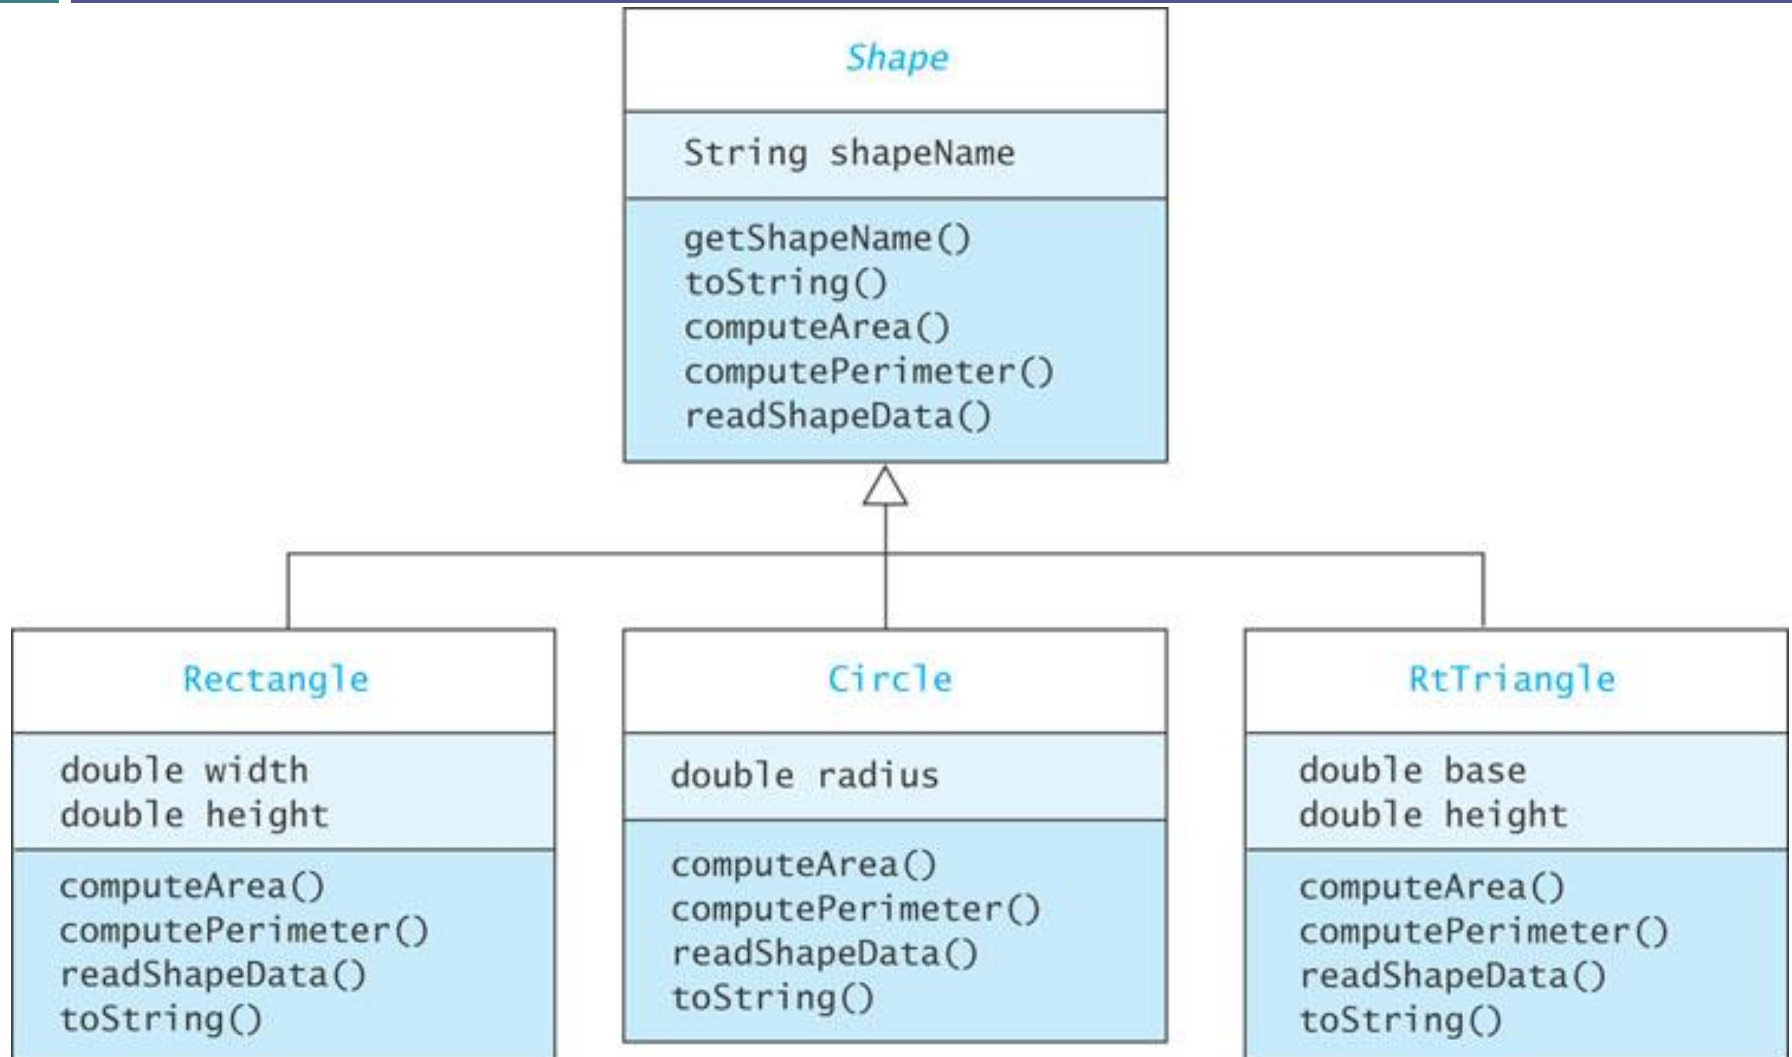 Shape
String shapeName
getShapeName()
toString()
computeArea()
computePerimeter()
readShapeData()
Rectangle
double width
double height
computeArea()
computePerimeter()
readShapeData()
toString()
Circle
double radius
computeArea()
computePerimeter()
readShapeData()
toString()
RtTriangle
double base
double height
computeArea()
computePerimeter()
readShapeData()
toString()